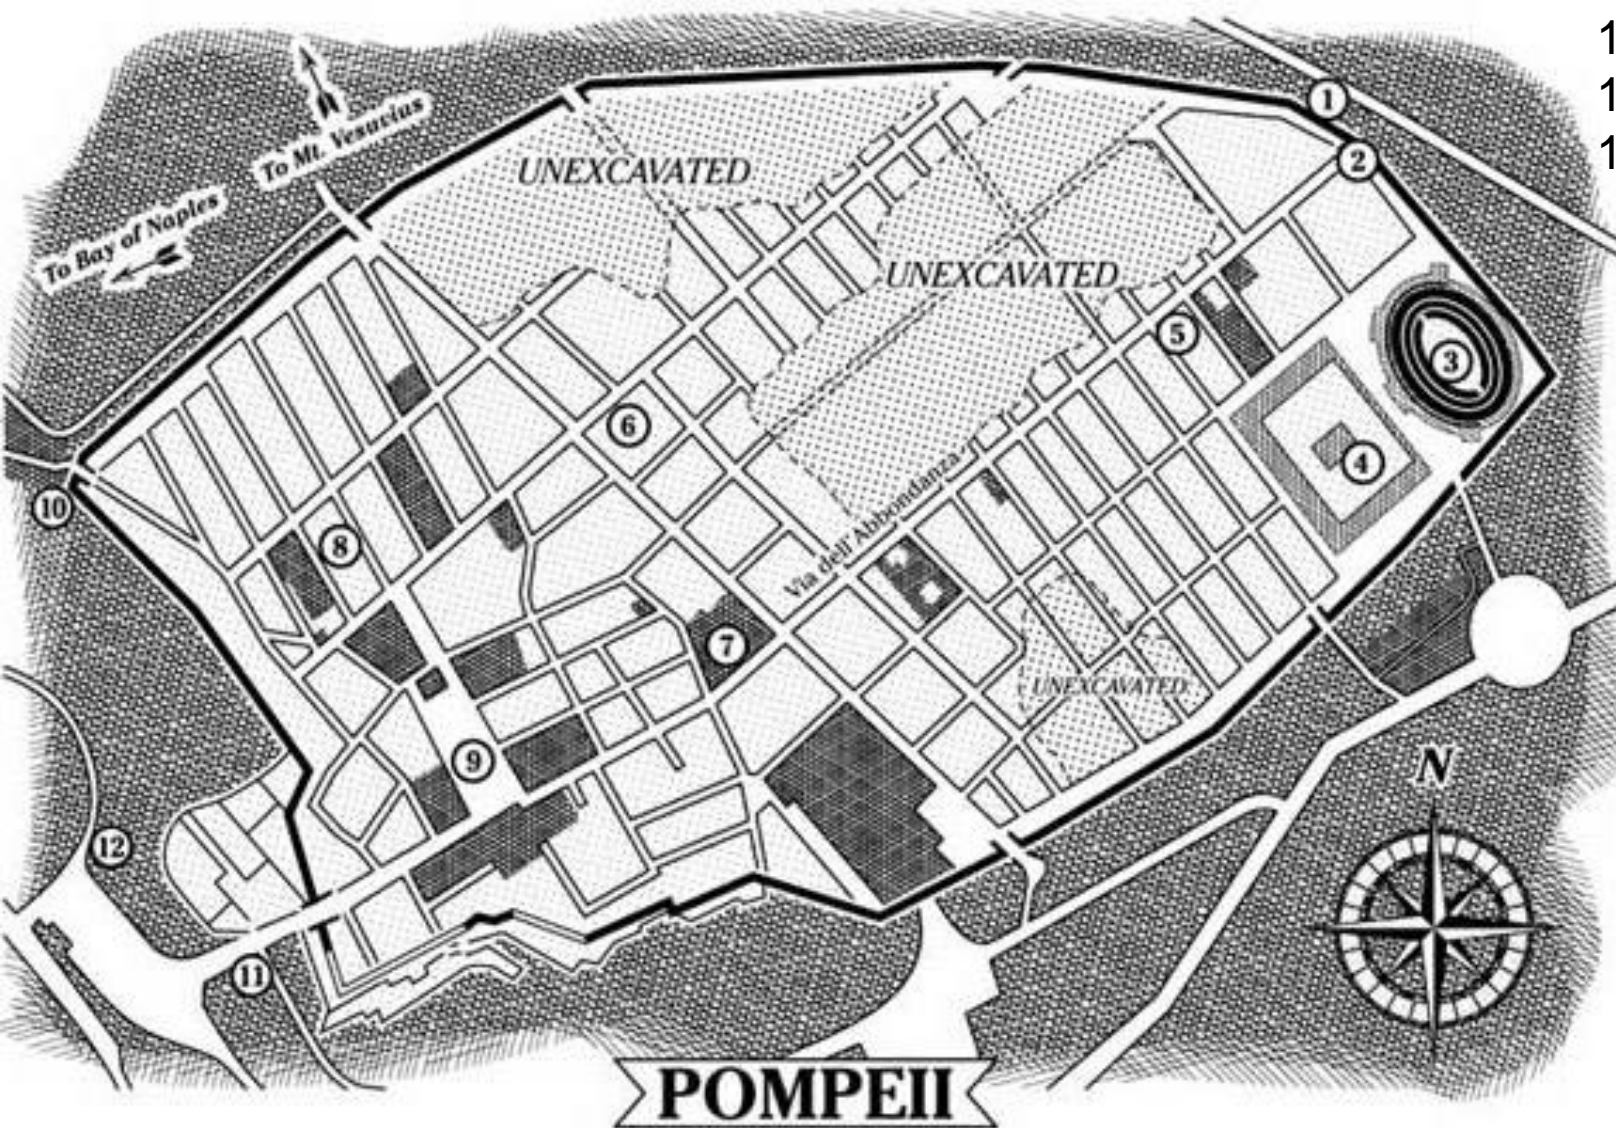 1
1
1
1
2
To Mt. Vesuvius
To Bay of Naples
UNEXCAVATED
UNEXCAVATED
3
4
5
6
Via dell' Abbondanza
7
8
UNEXCAVATED
9
10
11
12
N
POMPEII